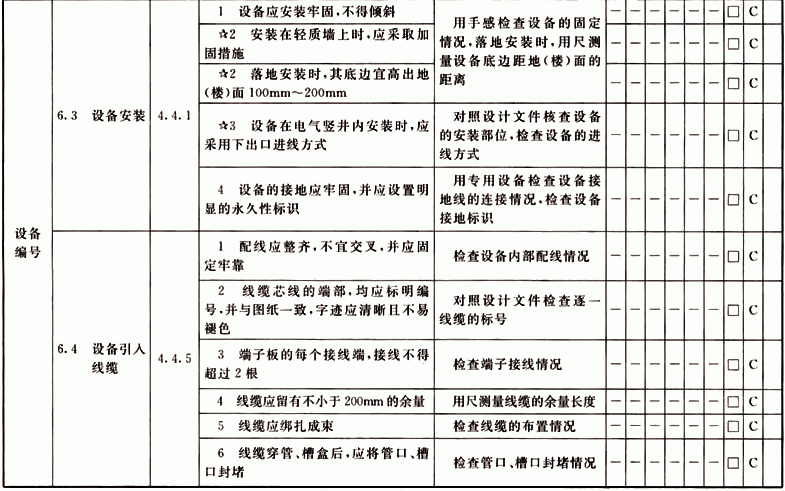 设备
编号
6.3 设备安装
4.4.1
1 设备应安装牢固,不得倾斜
☆2 安装在轻质墙上时,应采取加
固措施
☆2 落地安装时,其底边宜高出地
(楼)面 100mm～200mm
用手感检查设备的固定
情况,落地安装时,用尺测
量设备底边距地(楼)面的
距离
— — — — — — □ C
— — — — — — □ C
— — — — — — □ C
☆3 设备在电气竖井内安装时,应
采用下出口进线方式
对照设计文件核查设备
的安装部位,检查设备的进
线方式
— — — — — — □ C
4 设备的接地应牢固,并应设置明
显的永久性标识
用专用设备检查设备接
地线的连接情况,检查设备
接地标识
— — — — — — □ C
6.4 设备引入
线缆
4.4.5
1 配线应整齐,不宜交叉,并应固
定牢靠
检查设备内部配线情况
— — — — — — □ C
2 线缆芯线的端部,均应标明编
号,并与图纸一致,字迹应清晰且不易
褪色
对照设计文件检查逐一
线缆的标号
— — — — — — □ C
3 端子板的每个接线端,接线不得
超过 2 根
检查端子接线情况
— — — — — — □ C
4 线缆应留有不小于 200mm 的余量
用尺测量线缆的余量长度
— — — — — — □ C
5 线缆应绑扎成束
检查线缆的布置情况
— — — — — — □ C
6 线缆穿管、槽盒后,应将管口、槽
口封堵
检查管口、槽口封堵情况
— — — — — — □ C